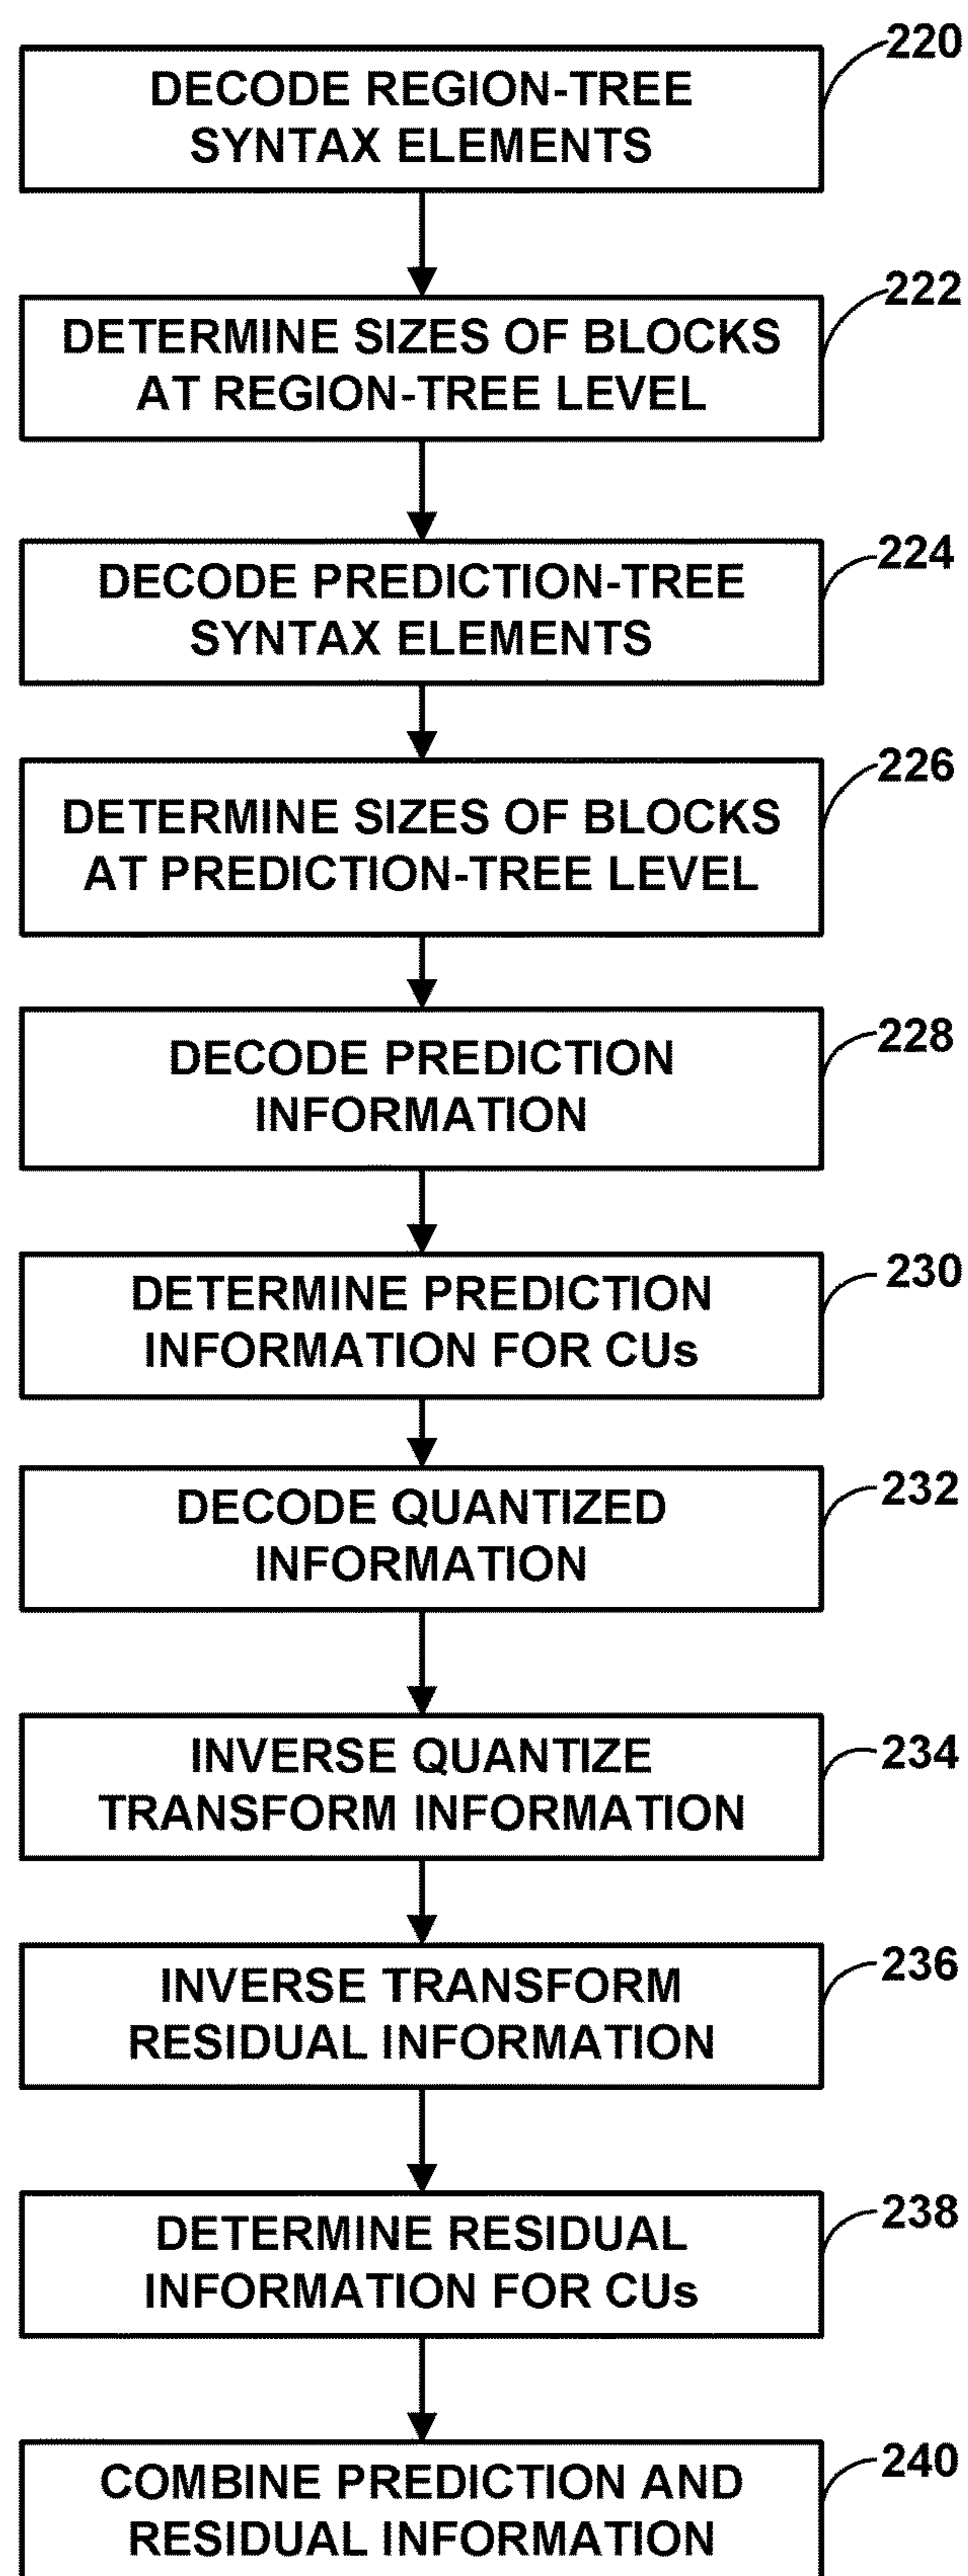 220
DECODE REGION-TREE
SYNTAX ELEMENTS
222
DETERMINE SIZES OF BLOCKS
AT REGION-TREE LEVEL
224
DECODE PREDICTION-TREE
SYNTAX ELEMENTS
226
DETERMINE SIZES OF BLOCKS
AT PREDICTION-TREE LEVEL
228
DECODE PREDICTION
INFORMATION
230
DETERMINE PREDICTION
INFORMATION FOR CUs
232
DECODE QUANTIZED
INFORMATION
234
INVERSE QUANTIZE
TRANSFORM INFORMATION
236
INVERSE TRANSFORM
RESIDUAL INFORMATION
238
DETERMINE RESIDUAL
INFORMATION FOR CUs
240
COMBINE PREDICTION AND
RESIDUAL INFORMATION